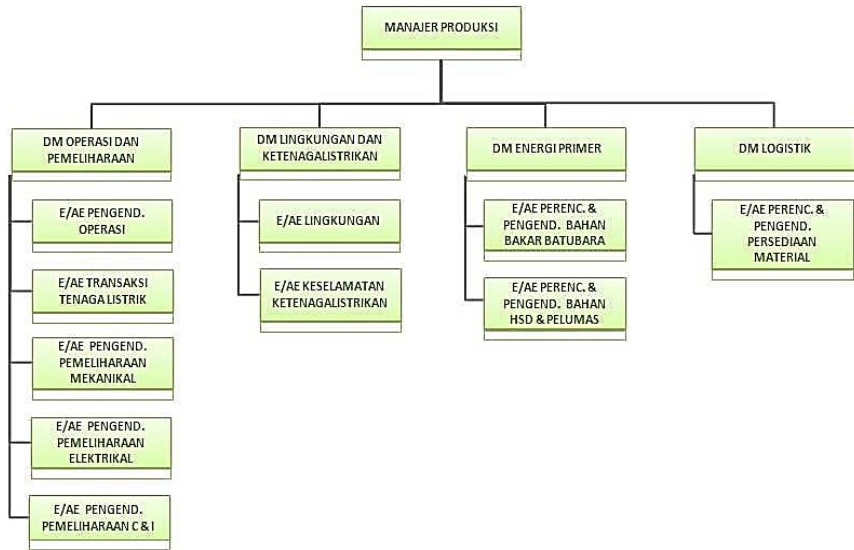 MANAJER PRODUKSI
DM OPERASI DAN
PEMELIHARAAN
E/AE PENGEND.
OPERASI
E/AE TRANSAKSI
TENAGA LISTRIK
E/AE PENGEND.
PEMELIHARAAN
MEKANIKAL
E/AE PENGEND.
PEMELIHARAAN
ELEKTRIKAL
E/AE PENGEND.
PEMELIHARAAN C & I
DM LINGKUNGAN DAN
KETENAGALISTRIKAN
E/AE LINGKUNGAN
E/AE KESELAMATAN
KETENAGALISTRIKAN
DM ENERGI PRIMER
E/AE PERENC. &
PENGEND. BAHAN
BAKAR BATUBARA
E/AE PERENC. &
PENGEND. BAHAN
HSD & PELUMAS
DM LOGISTIK
E/AE PERENC. &
PENGEND.
PERSEDIAAN
MATERIAL